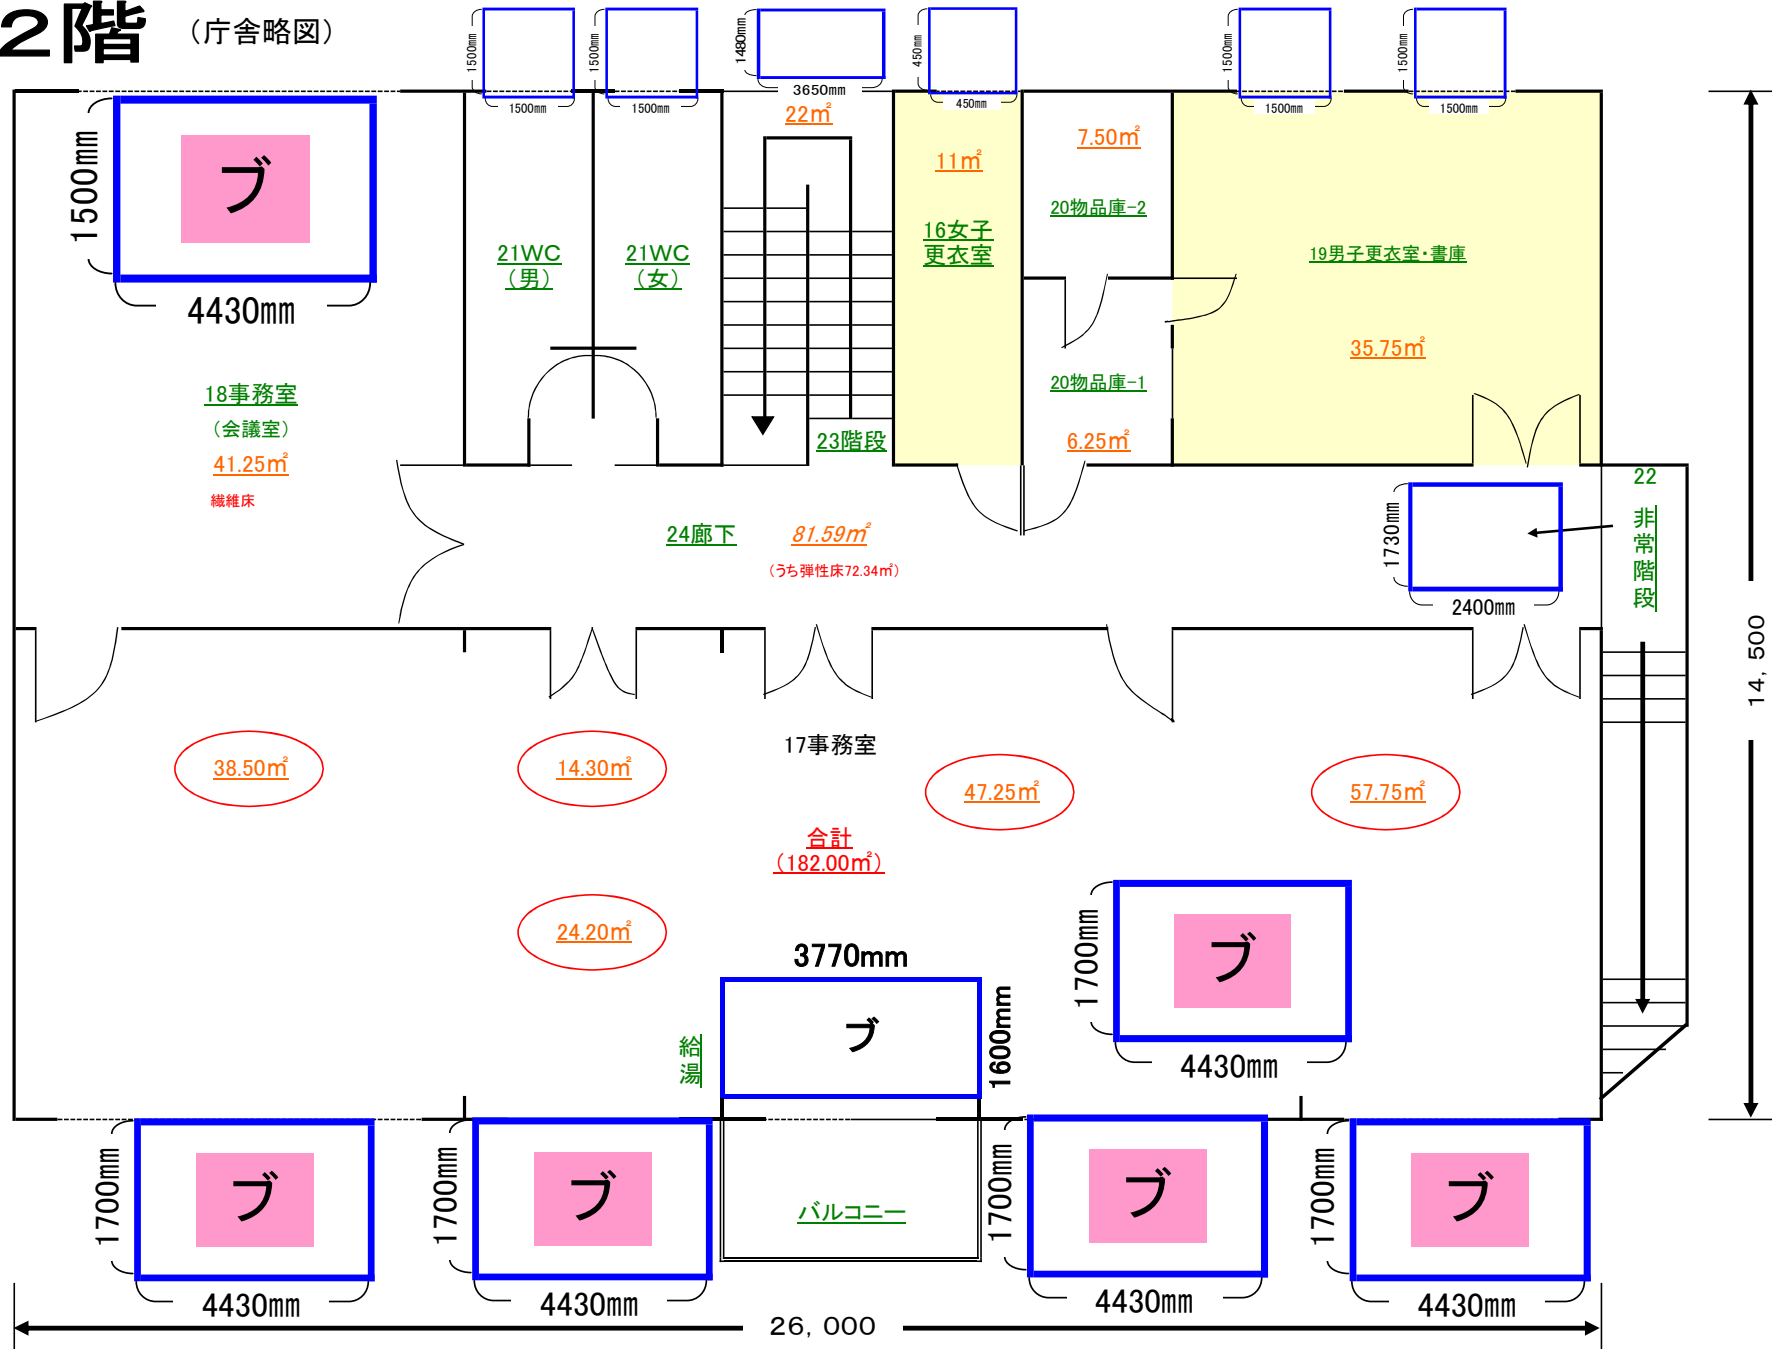 2階 （庁舎略図）
1500mm
1500mm
1500mm
1500mm
1480mm
3650mm
450mm
450mm
1500mm
1500mm
1500mm
1500mm
1500mm
ブ
4430mm
22㎡
11㎡
7.50㎡
20物品庫-2
16女子
更衣室
21WC
（男）
21WC
（女）
19男子更衣室・書庫
35.75㎡
18事務室
（会議室）
41.25㎡
繊維床
20物品庫-1
6.25㎡
23階段
24廊下
81.59㎡
（うち弾性床72.34㎡）
1730mm
2400mm
22
非常階段
14,500
17事務室
38.50㎡
14.30㎡
47.25㎡
57.75㎡
合計
（182.00㎡）
24.20㎡
3770mm
ブ
1600mm
給湯
1700mm
ブ
4430mm
1700mm
ブ
4430mm
1700mm
ブ
4430mm
バルコニー
1700mm
ブ
4430mm
1700mm
ブ
4430mm
26,000